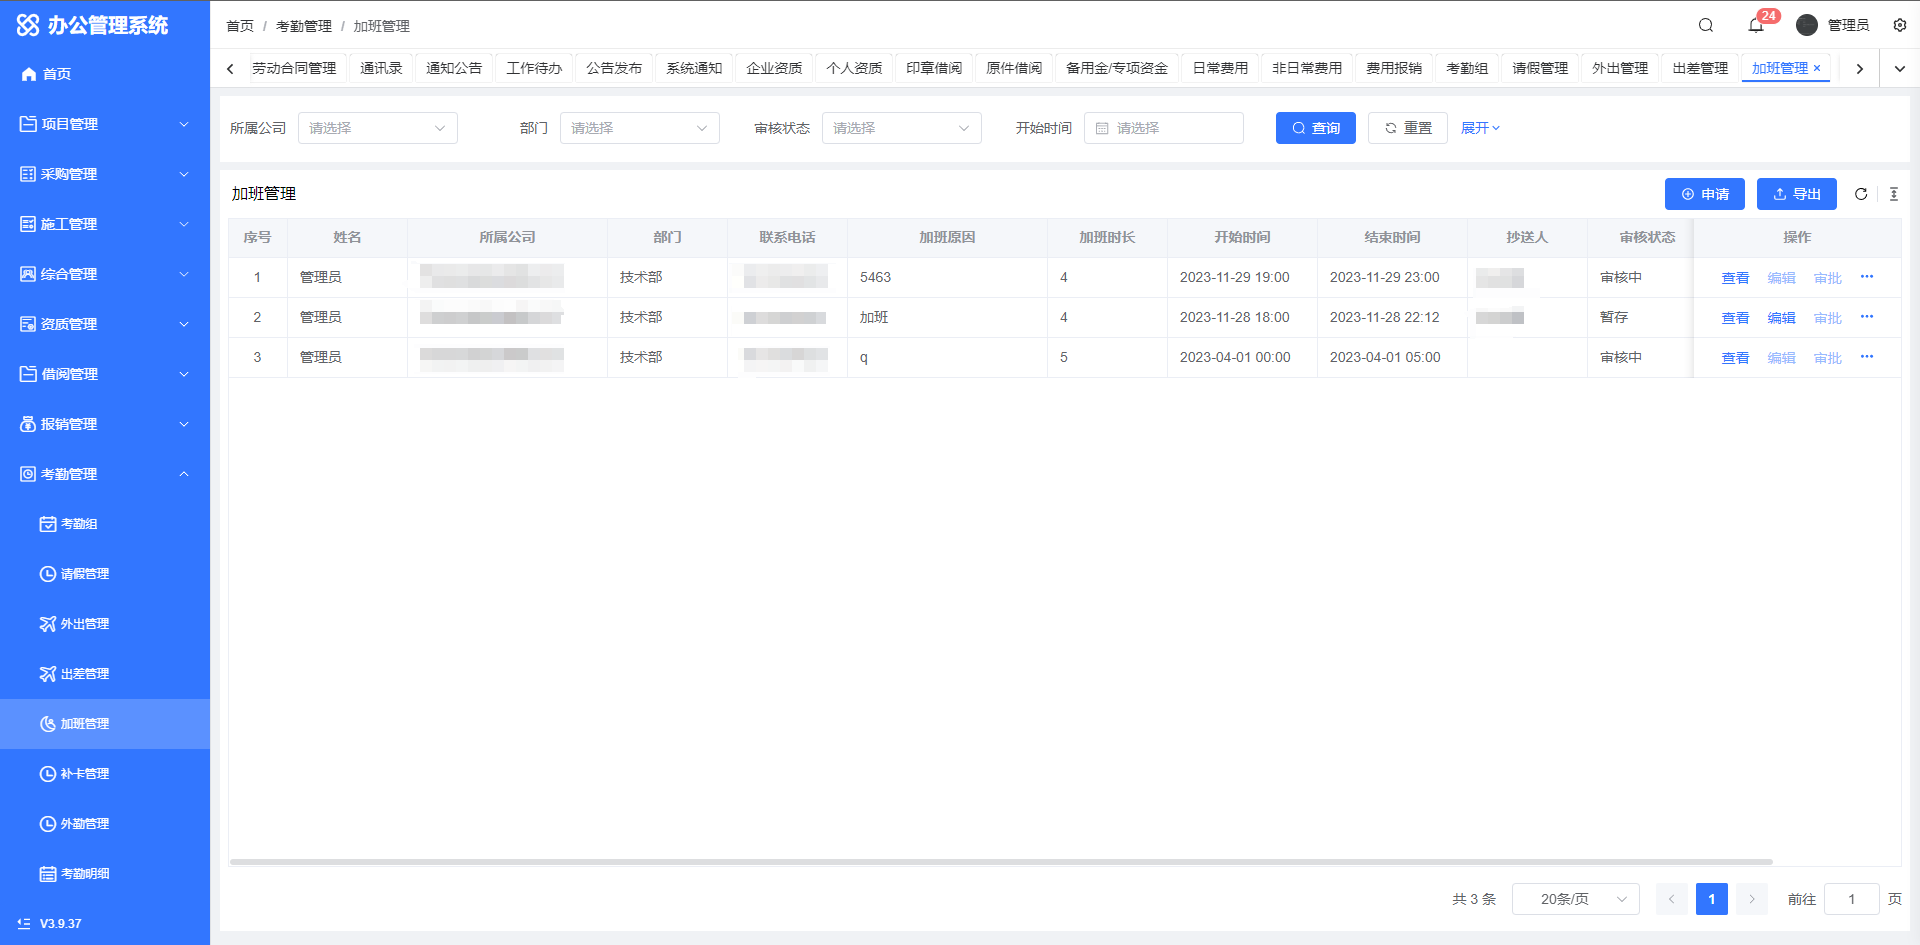 办公管理系统
首页
项目管理
采购管理
施工管理
综合管理
资质管理
借阅管理
报销管理
考勤管理
考勤组
请假管理
外出管理
出差管理
加班管理
补卡管理
外勤管理
考勤明细
V3.9.37
首页 / 考勤管理 / 加班管理
24 管理员
劳动合同管理 通讯录 通知公告 工作待办 公告发布 系统通知 企业资质 个人资质 印章借阅 原件借阅 备用金/专项资金 日常费用 非日常费用 费用报销 考勤组 请假管理 外出管理 出差管理 加班管理 ×
所属公司 请选择 部门 请选择 审核状态 请选择 开始时间 请选择 查询 重置 展开
加班管理 申请 导出
序号 姓名 所属公司 部门 联系电话 加班原因 加班时长 开始时间 结束时间 抄送人 审核状态 操作
1 管理员 技术部 5463 4 2023-11-29 19:00 2023-11-29 23:00 审核中 查看 编辑 审批 ···
2 管理员 技术部 加班 4 2023-11-28 18:00 2023-11-28 22:12 暂存 查看 编辑 审批 ···
3 管理员 技术部 q 5 2023-04-01 00:00 2023-04-01 05:00 审核中 查看 编辑 审批 ···
共 3 条 20条/页 1 前往 1 页